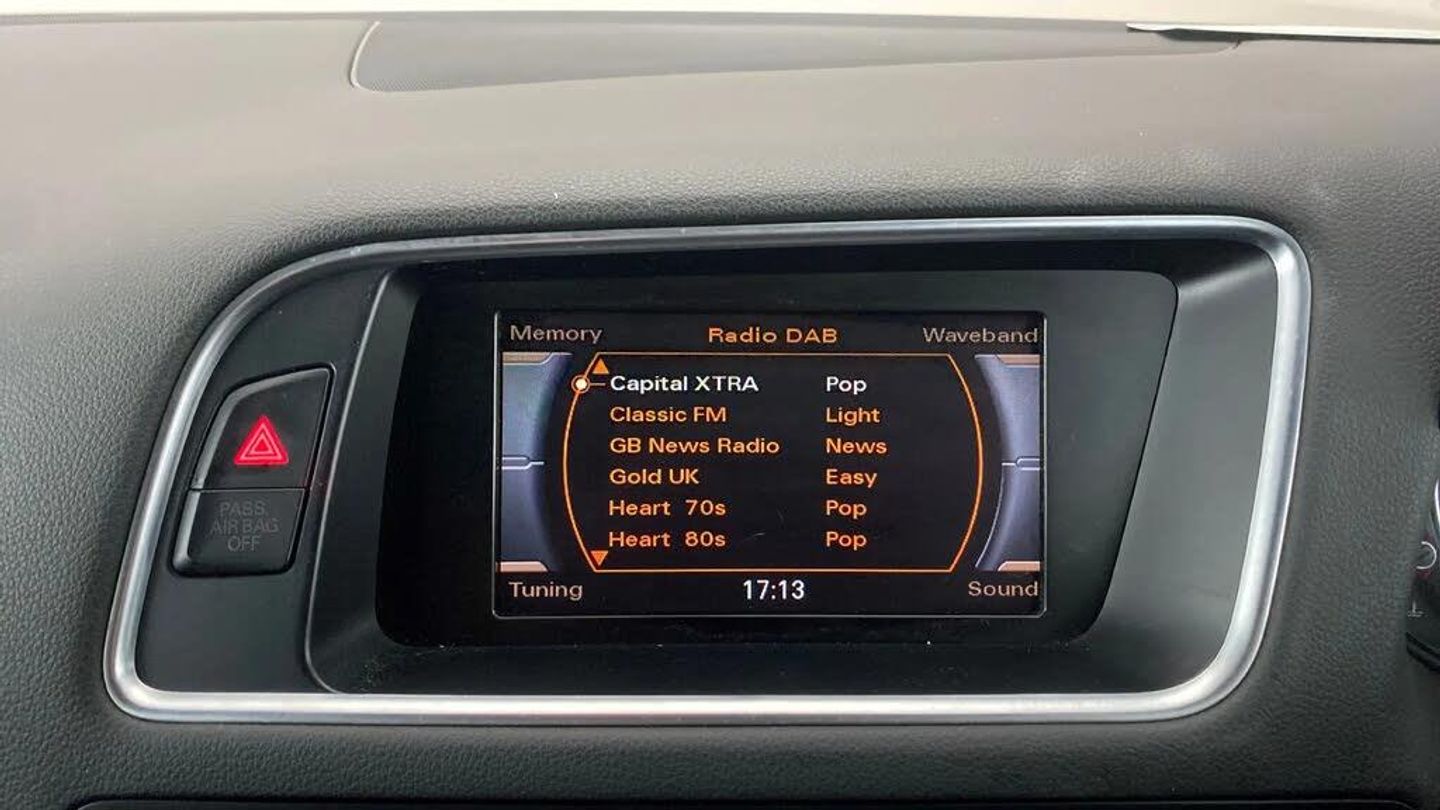 Memory Radio DAB Waveband
Capital XTRA Pop
Classic FM Light
GB News Radio News
Gold UK Easy
Heart 70s Pop
Heart 80s Pop
Tuning 17:13 Sound
PASS.
AIR BAG
OFF